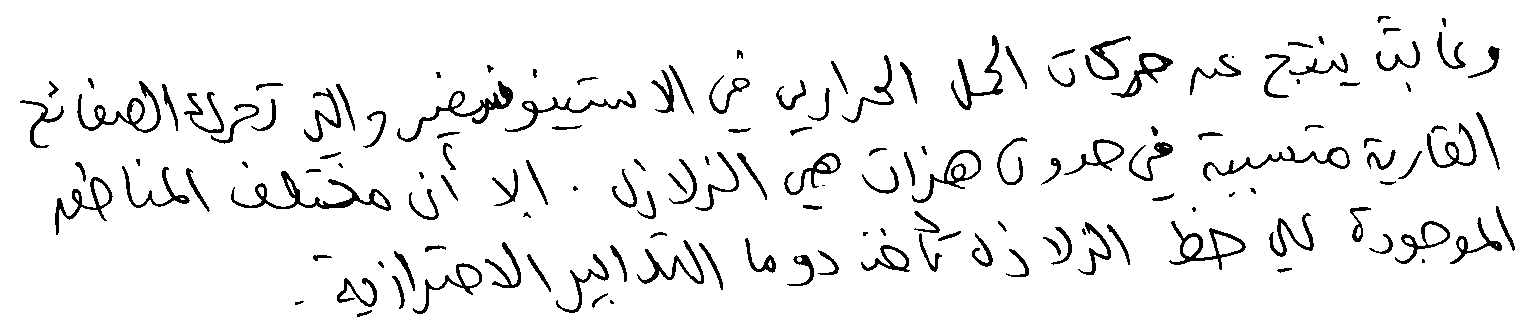 وغالبا ينتج عن حركات الحمل الحراري في الاستينوسفير والتي تحرك الصفائح
القارية متسببة في حدوث هزات هي الزلازل . إلا أن مختلف المناطق
الموجودة على خط الزلازل تأخذ دوما التدابير الاحترازية .